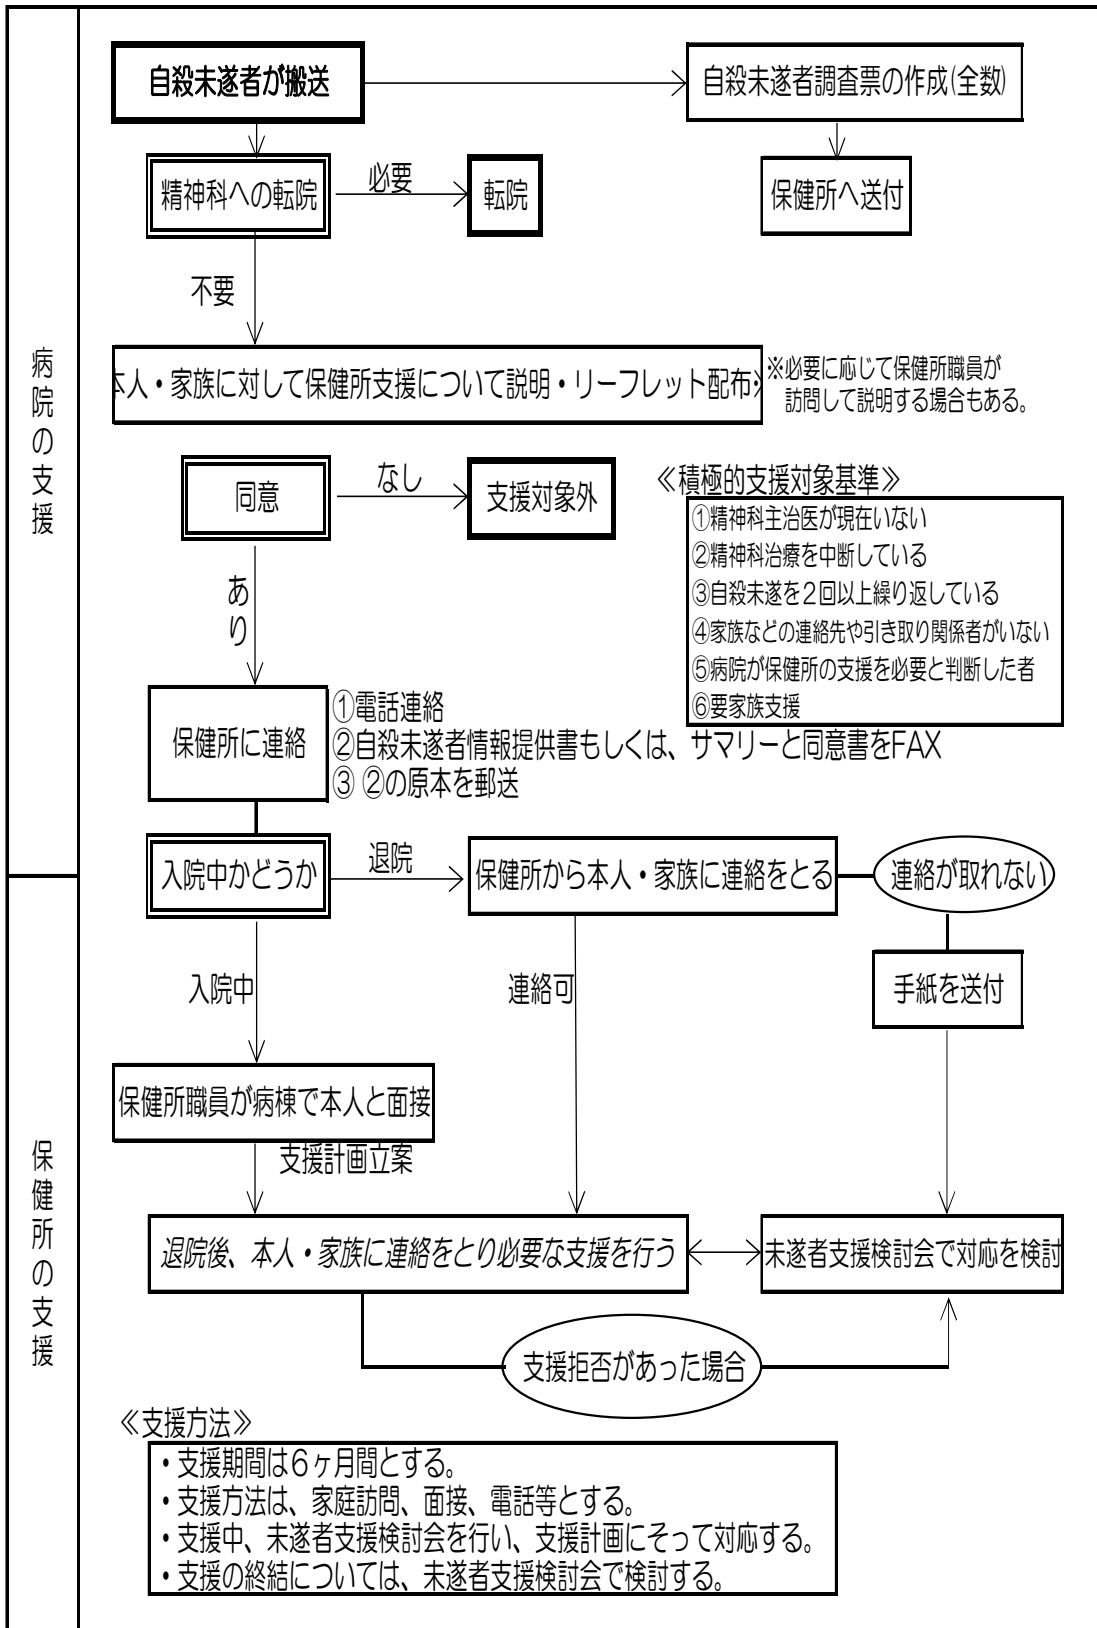 病院の支援
自殺未遂者が搬送
自殺未遂者調査票の作成(全数)
精神科への転院
必要
転院
保健所へ送付
不要
本人・家族に対して保健所支援について説明・リーフレット配布※
※必要に応じて保健所職員が
訪問して説明する場合もある。
同意
なし
支援対象外
≪積極的支援対象基準≫
①精神科主治医が現在いない
②精神科治療を中断している
③自殺未遂を2回以上繰り返している
④家族などの連絡先や引き取り関係者がいない
⑤病院が保健所の支援を必要と判断した者
⑥要家族支援
あり
保健所に連絡
①電話連絡
②自殺未遂者情報提供書もしくは、サマリーと同意書をFAX
③ ②の原本を郵送
入院中かどうか
退院
保健所から本人・家族に連絡をとる
連絡が取れない
保健所の支援
入院中
連絡可
手紙を送付
保健所職員が病棟で本人と面接
支援計画立案
退院後、本人・家族に連絡をとり必要な支援を行う
未遂者支援検討会で対応を検討
支援拒否があった場合
≪支援方法≫
・支援期間は6ヶ月間とする。
・支援方法は、家庭訪問、面接、電話等とする。
・支援中、未遂者支援検討会を行い、支援計画にそって対応する。
・支援の終結については、未遂者支援検討会で検討する。